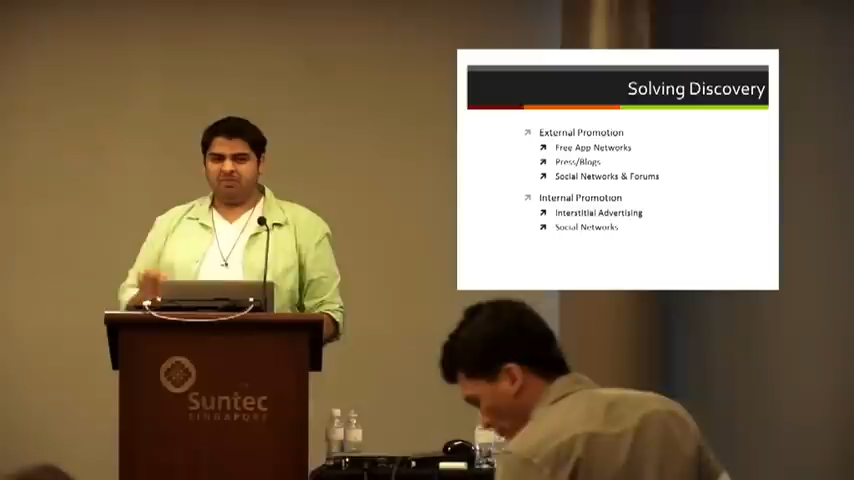 Solving Discovery
External Promotion
Free App Networks
Press/Blogs
Social Networks & Forums
Internal Promotion
Interstitial Advertising
Social Networks
Suntec
SINGAPORE